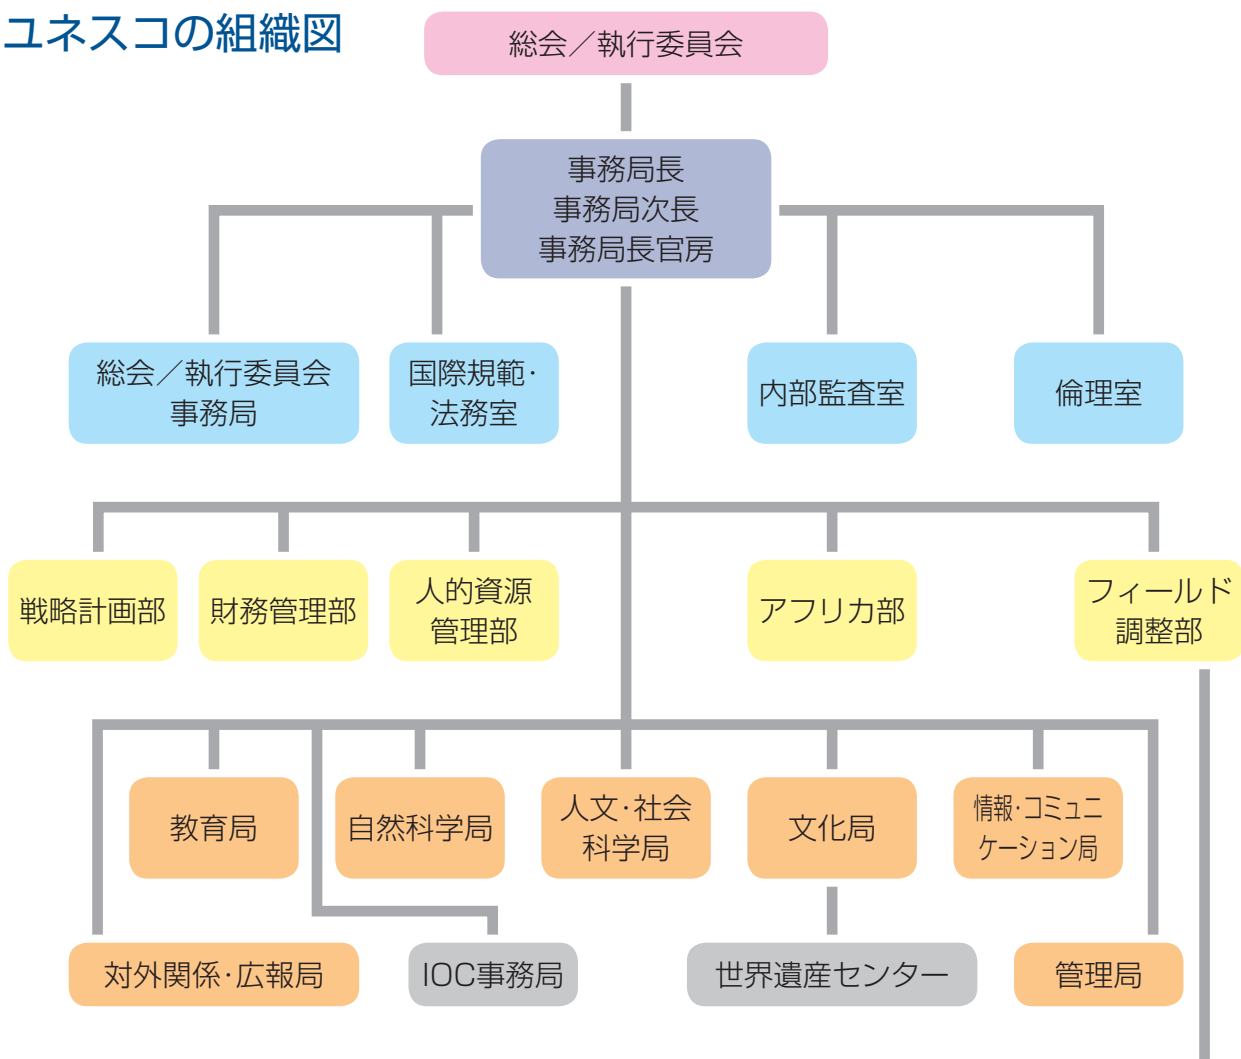 ユネスコの組織図
総会／執行委員会
事務局長
事務局次長
事務局長官房
総会／執行委員会
事務局
国際規範・
法務室
内部監査室
倫理室
戦略計画部
財務管理部
人的資源
管理部
アフリカ部
フィールド
調整部
教育局
自然科学局
人文・社会
科学局
文化局
情報・コミュニ
ケーション局
対外関係・広報局
IOC事務局
世界遺産センター
管理局